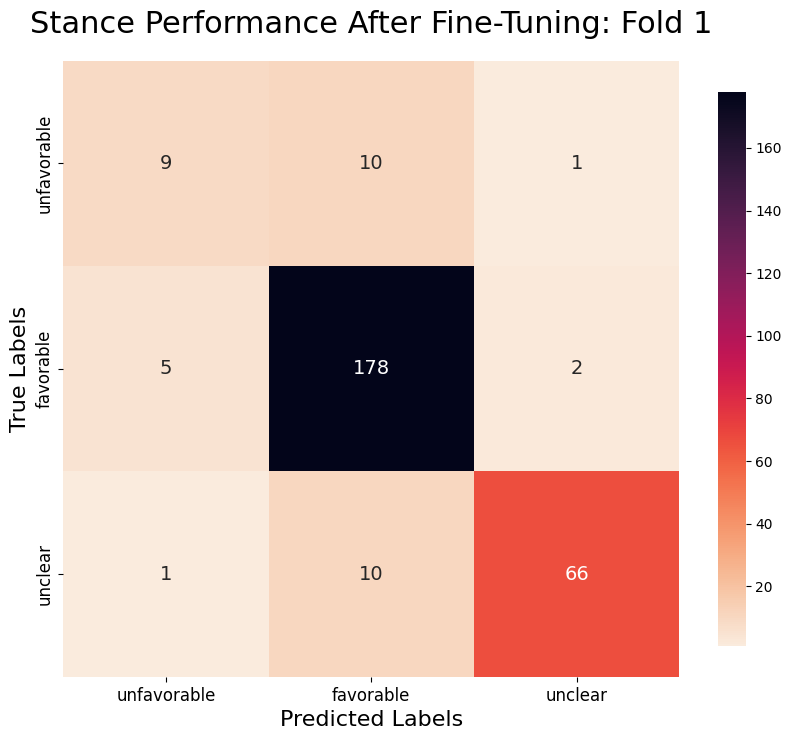 Stance Performance After Fine-Tuning: Fold 1
True Labels
unfavorable
favorable
unclear
9 10 1
5 178 2
1 10 66
unfavorable favorable unclear
Predicted Labels
160
140
120
100
80
60
40
20